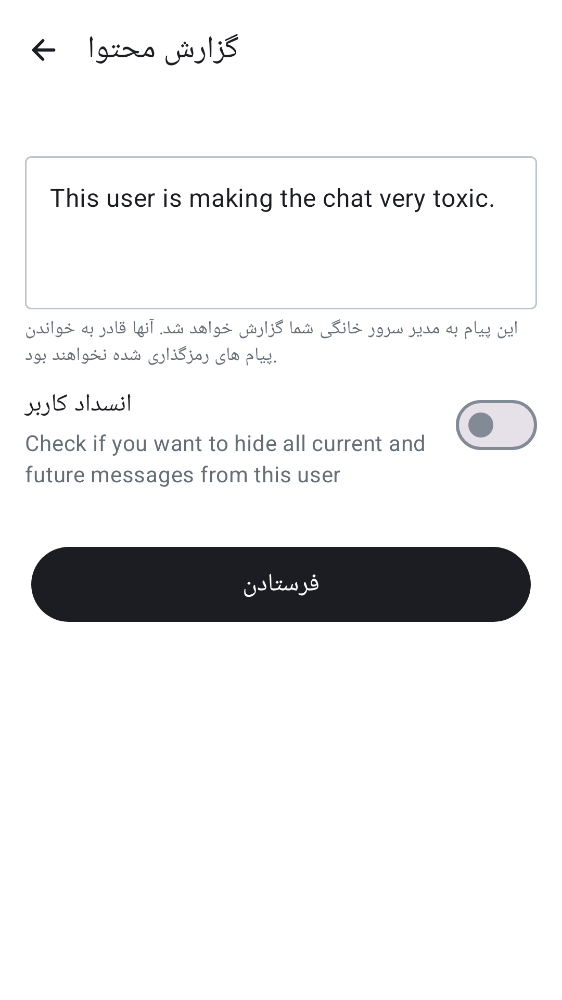 گزارش محتوا
This user is making the chat very toxic.
این پیام به مدیر سرور خانگی شما گزارش خواهد شد. آنها قادر به خواندن
پیام های رمزگذاری شده نخواهند بود.
انسداد کاربر
Check if you want to hide all current and
future messages from this user
فرستادن